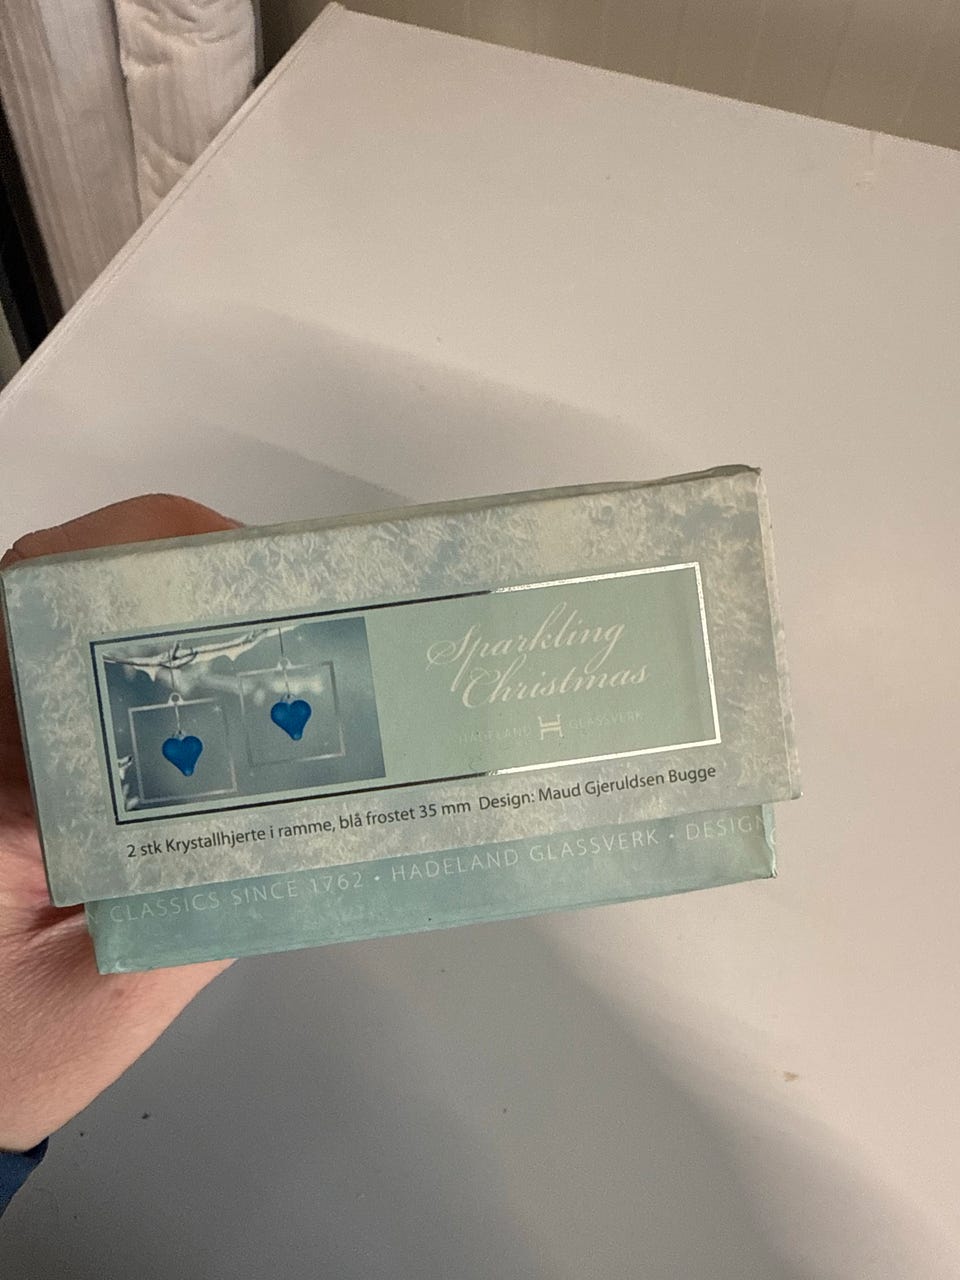 Sparkling
Christmas
HADELAND GLASSVERK
2 stk Krystallhjerte i ramme, blå frostet 35 mm Design: Maud Gjeruldsen Bugge
CLASSICS SINCE 1762 • HADELAND GLASSVERK • DESIGN